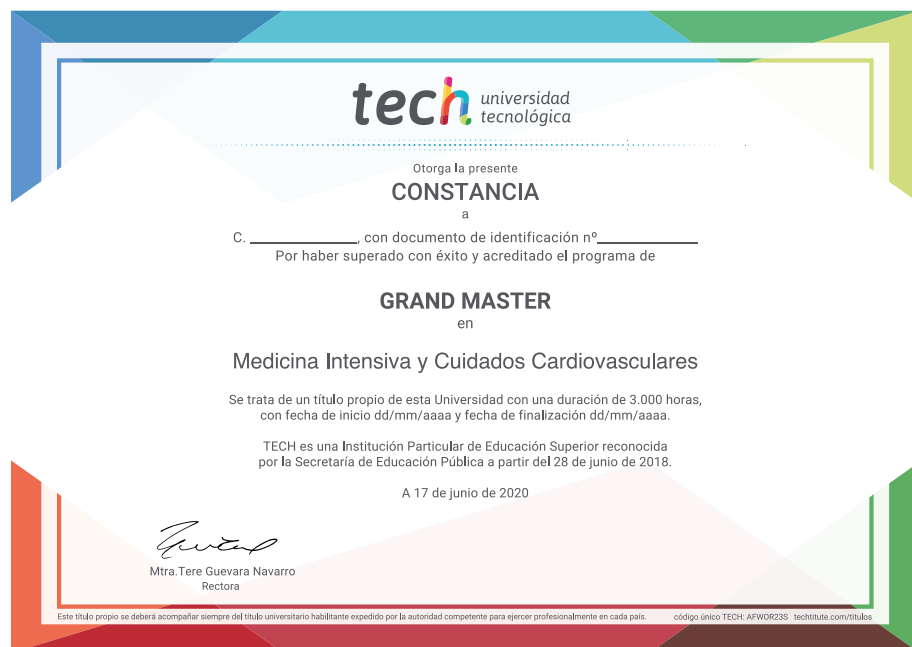 tech universidad
tecnológica
Otorga la presente
CONSTANCIA
a
C. ______________, con documento de identificación nº______________
Por haber superado con éxito y acreditado el programa de
GRAND MASTER
en
Medicina Intensiva y Cuidados Cardiovasculares
Se trata de un título propio de esta Universidad con una duración de 3.000 horas,
con fecha de inicio dd/mm/aaaa y fecha de finalización dd/mm/aaaa.
TECH es una Institución Particular de Educación Superior reconocida
por la Secretaría de Educación Pública a partir del 28 de junio de 2018.
A 17 de junio de 2020
Mtra.Tere Guevara Navarro
Rectora
Este título propio se deberá acompañar siempre del título universitario habilitante expedido por la autoridad competente para ejercer profesionalmente en cada país. código único TECH: AFWOR23S techtitute.com/titulos